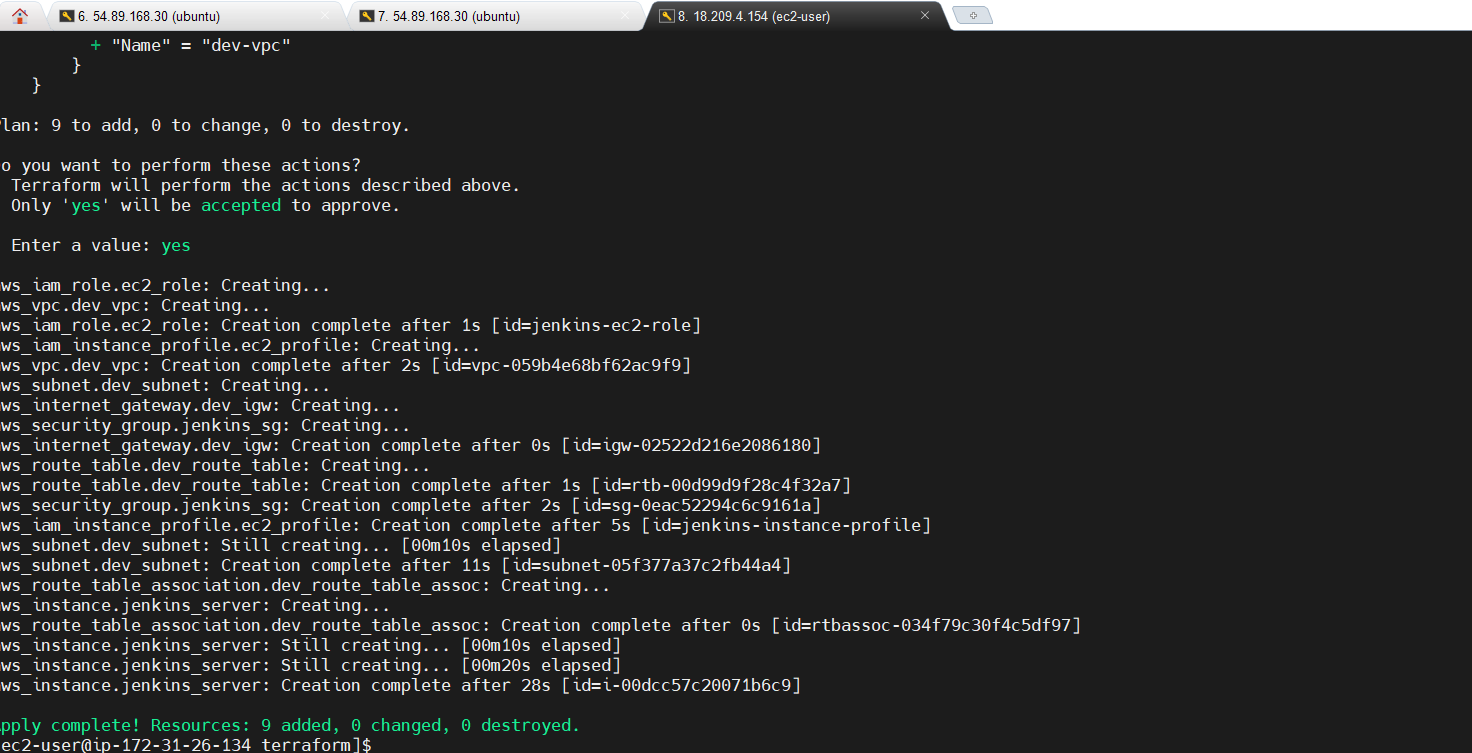 6. 54.89.168.30 (ubuntu)
7. 54.89.168.30 (ubuntu)
8. 18.209.4.154 (ec2-user)
+ "Name" = "dev-vpc"
}
}
lan: 9 to add, 0 to change, 0 to destroy.
o you want to perform these actions?
Terraform will perform the actions described above.
Only 'yes' will be accepted to approve.
Enter a value: yes
ws_iam_role.ec2_role: Creating...
ws_vpc.dev_vpc: Creating...
ws_iam_role.ec2_role: Creation complete after 1s [id=jenkins-ec2-role]
ws_iam_instance_profile.ec2_profile: Creating...
ws_vpc.dev_vpc: Creation complete after 2s [id=vpc-059b4e68bf62ac9f9]
ws_subnet.dev_subnet: Creating...
ws_internet_gateway.dev_igw: Creating...
ws_security_group.jenkins_sg: Creating...
ws_internet_gateway.dev_igw: Creation complete after 0s [id=igw-02522d216e2086180]
ws_route_table.dev_route_table: Creating...
ws_route_table.dev_route_table: Creation complete after 1s [id=rtb-00d99d9f28c4f32a7]
ws_security_group.jenkins_sg: Creation complete after 2s [id=sg-0eac52294c6c9161a]
ws_iam_instance_profile.ec2_profile: Creation complete after 5s [id=jenkins-instance-profile]
ws_subnet.dev_subnet: Still creating... [00m10s elapsed]
ws_subnet.dev_subnet: Creation complete after 11s [id=subnet-05f377a37c2fb44a4]
ws_route_table_association.dev_route_table_assoc: Creating...
ws_instance.jenkins_server: Creating...
ws_route_table_association.dev_route_table_assoc: Creation complete after 0s [id=rtbassoc-034f79c30f4c5df97]
ws_instance.jenkins_server: Still creating... [00m10s elapsed]
ws_instance.jenkins_server: Still creating... [00m20s elapsed]
ws_instance.jenkins_server: Creation complete after 28s [id=i-00dcc57c20071b6c9]
pply complete! Resources: 9 added, 0 changed, 0 destroyed.
ec2-user@ip-172-31-26-134 terraform]$